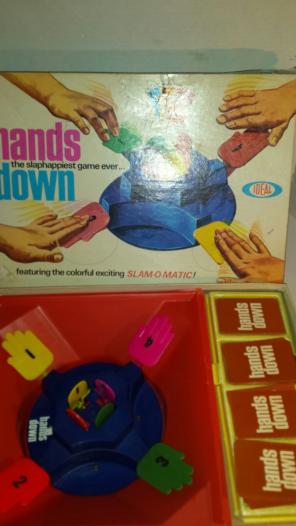 hands
the slaphappiest game ever...
down
IDEAL
featuring the colorful exciting SLAM-O-MATIC!
4
hands
down
hands
down
hands
down
hands
down
hands
down
2
3